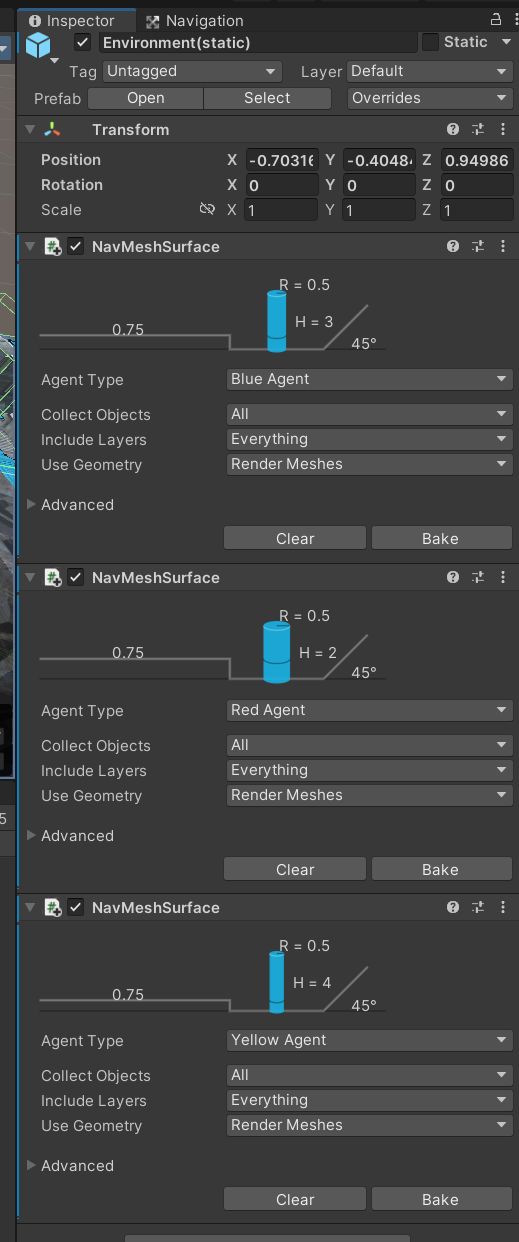 Inspector Navigation
Environment(static) Static
Tag Untagged Layer Default
Prefab Open Select Overrides
Transform
Position X -0.70316 Y -0.4048 Z 0.94986
Rotation X 0 Y 0 Z 0
Scale X 1 Y 1 Z 1
NavMeshSurface
R = 0.5
0.75 H = 3
45°
Agent Type Blue Agent
Collect Objects All
Include Layers Everything
Use Geometry Render Meshes
Advanced
Clear Bake
NavMeshSurface
R = 0.5
0.75 H = 2
45°
Agent Type Red Agent
Collect Objects All
Include Layers Everything
Use Geometry Render Meshes
5
Advanced
Clear Bake
NavMeshSurface
R = 0.5
0.75 H = 4
45°
Agent Type Yellow Agent
Collect Objects All
Include Layers Everything
Use Geometry Render Meshes
Advanced
Clear Bake